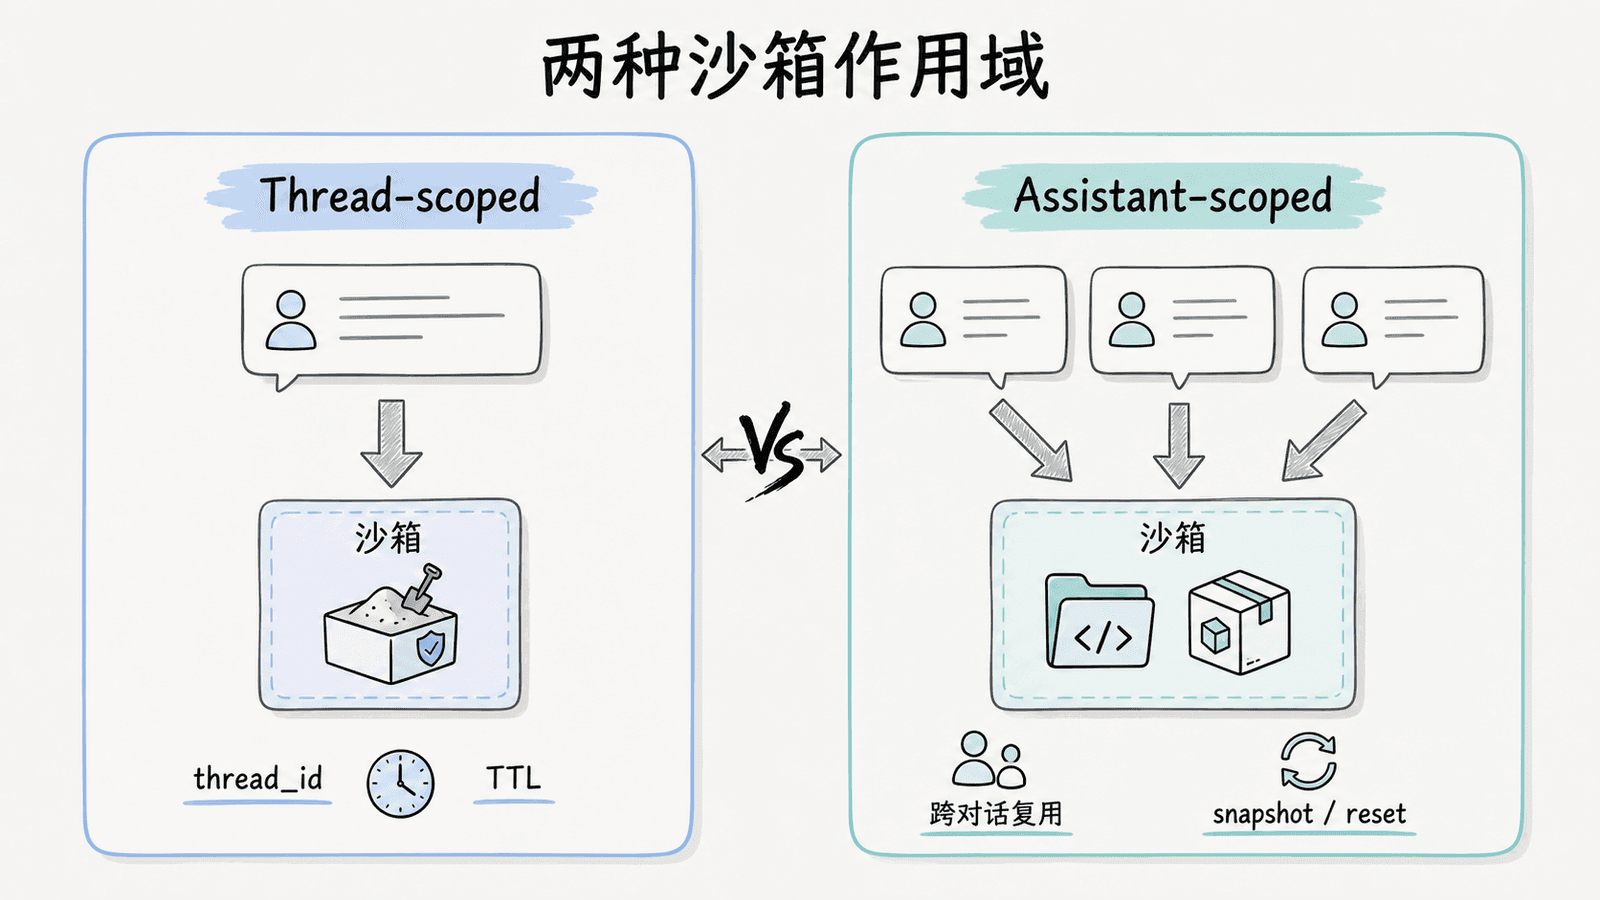 两种沙箱作用域
Thread-scoped
沙箱
thread_id
TTL
Vs
Assistant-scoped
沙箱
</>
跨对话复用
snapshot / reset